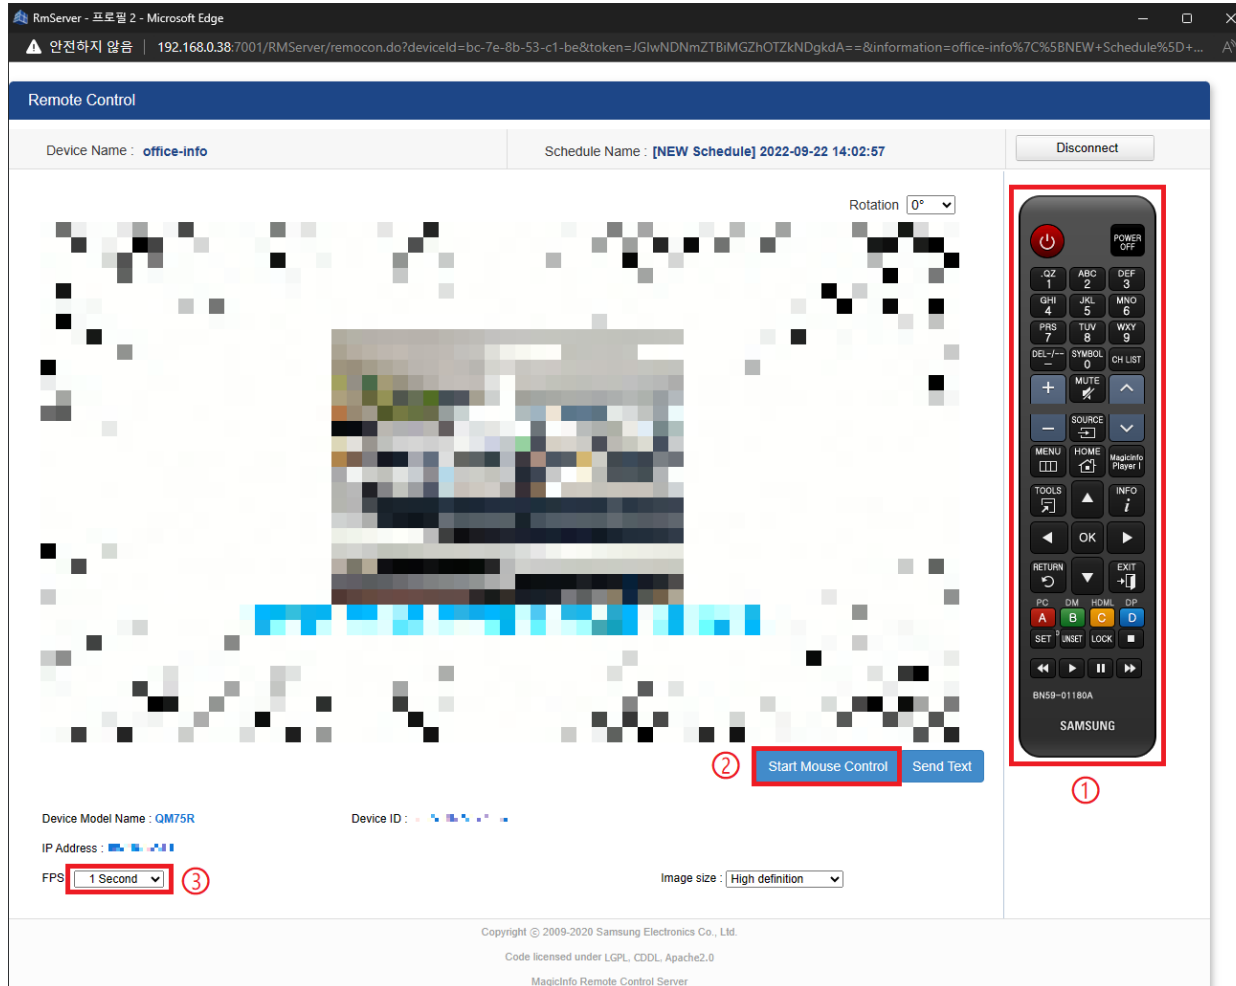 RmServer - 프로필 2 - Microsoft Edge
안전하지 않음 | 192.168.0.38:7001/RMServer/remocon.do?deviceId=bc-7e-8b-53-c1-be&token=JGlwNDNmZTBiMGZhOTZkNDgkdA==&information=office-info%7C%5BNEW+Schedule%5D+...
Remote Control
Device Name : office-info
Schedule Name : [NEW Schedule] 2022-09-22 14:02:57
Disconnect
Rotation 0°
POWER OFF
.QZ 1 ABC 2 DEF 3
GHI 4 JKL 5 MNO 6
PRS 7 TUV 8 WXY 9
DEL-/-- – SYMBOL 0 CH LIST
+ MUTE
– SOURCE
MENU HOME MagicInfo Player I
TOOLS INFO i
OK
RETURN EXIT
PC DM HDMI DP
A B C D
SET UNSET LOCK
BN59-01180A
SAMSUNG
①
② Start Mouse Control Send Text
Device Model Name : QM75R
Device ID :
IP Address :
FPS 1 Second ③
Image size : High definition
Copyright ⓒ 2009-2020 Samsung Electronics Co., Ltd.
Code licensed under LGPL, CDDL, Apache2.0
MagicInfo Remote Control Server